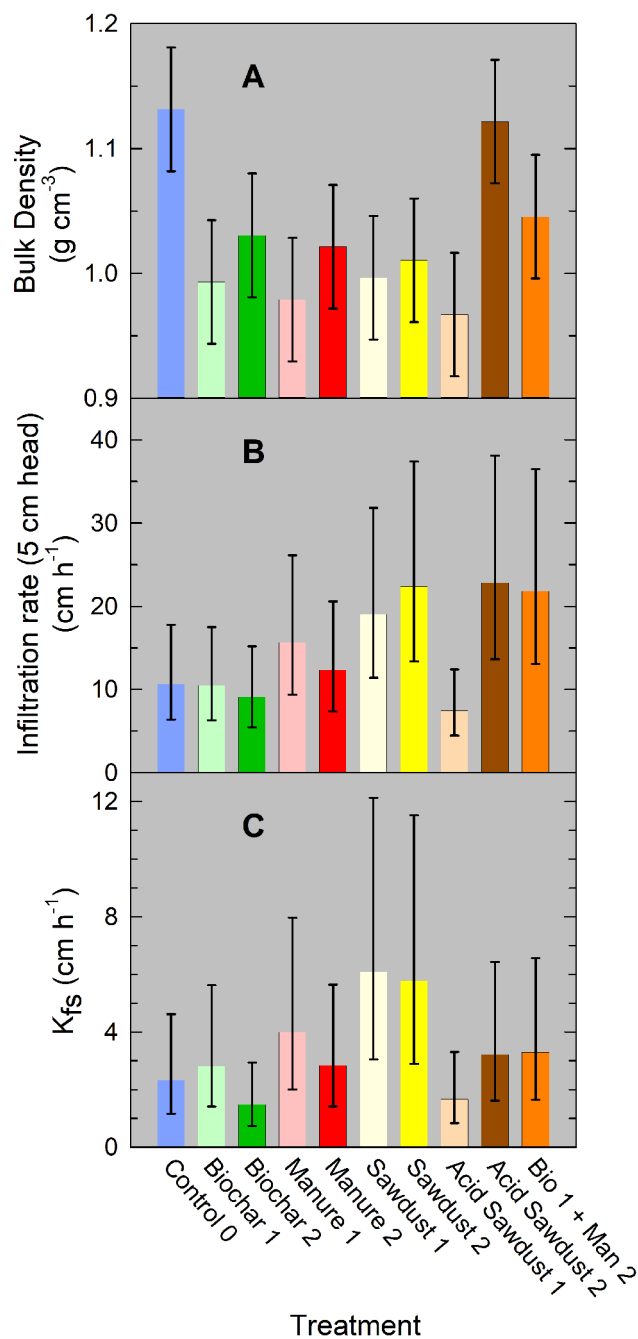 1.2
1.1
1.0
0.9
Bulk Density
(g cm⁻³)
A
40
30
20
10
0
Infiltration rate (5 cm head)
(cm h⁻¹)
B
12
8
4
0
Kfs (cm h⁻¹)
C
Control 0
Biochar 1
Biochar 2
Manure 1
Manure 2
Sawdust 1
Sawdust 2
Acid Sawdust 1
Acid Sawdust 2
Bio 1 + Man 2
Treatment